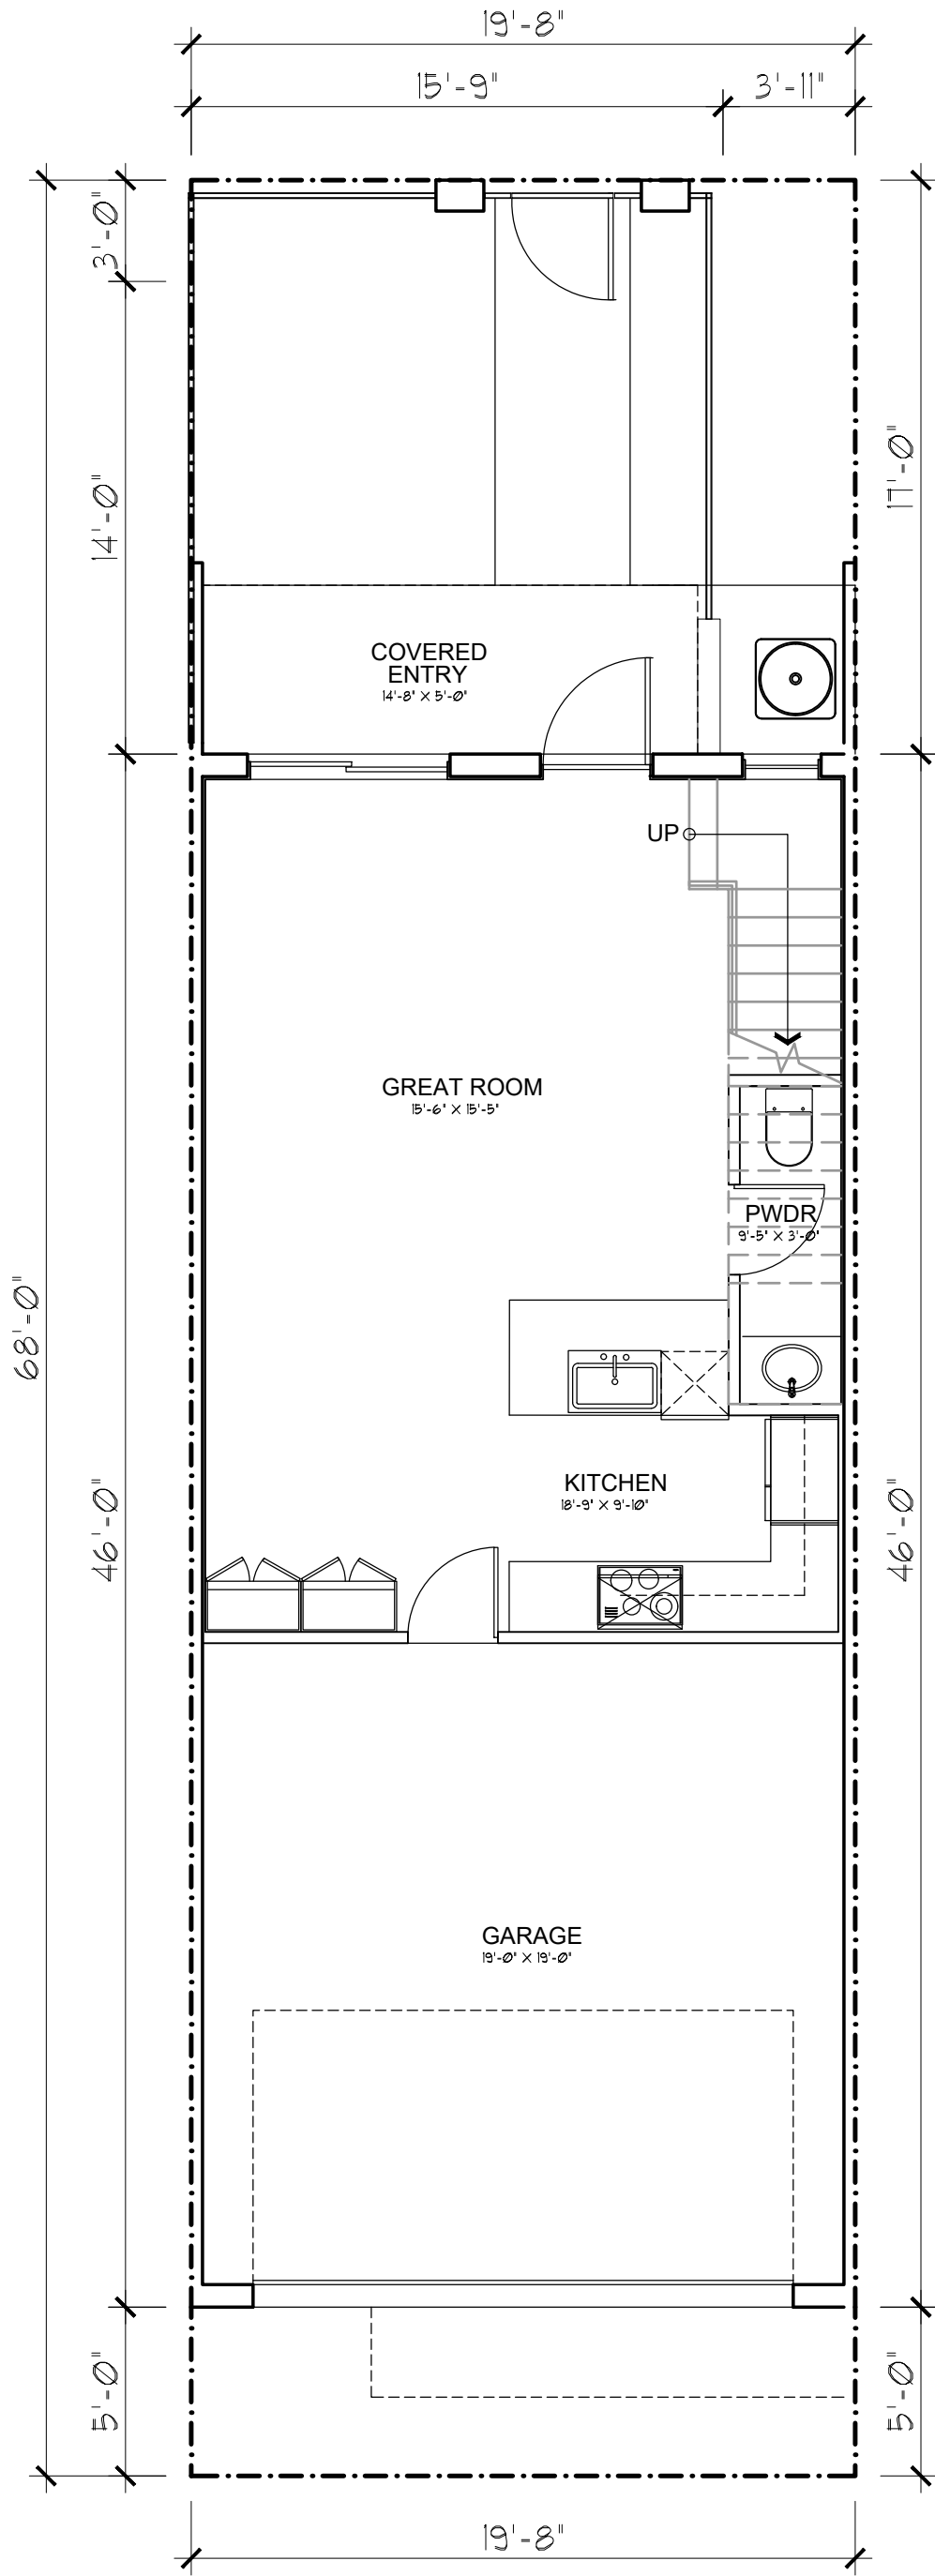 19'-8"
15'-9"
3'-11"
3'-0"
14'-0"
17'-0"
COVERED
ENTRY
14'-8" X 5'-0"
UP
GREAT ROOM
15'-6" X 15'-5"
PWDR
9'-5" X 3'-0"
68'-0"
KITCHEN
18'-9" X 9'-10"
46'-0"
46'-0"
GARAGE
19'-0" X 19'-0"
5'-0"
5'-0"
19'-8"